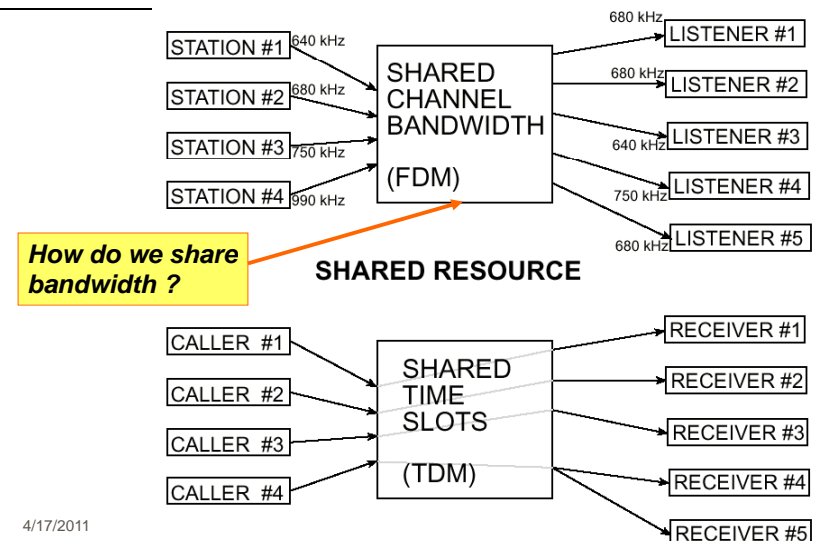 STATION #1
640 kHz
STATION #2
680 kHz
STATION #3
750 kHz
STATION #4
990 kHz
SHARED
CHANNEL
BANDWIDTH
(FDM)
680 kHz
LISTENER #1
680 kHz
LISTENER #2
640 kHz
LISTENER #3
750 kHz
LISTENER #4
680 kHz
LISTENER #5
How do we share
bandwidth ?
SHARED RESOURCE
CALLER #1
CALLER #2
CALLER #3
CALLER #4
SHARED
TIME
SLOTS
(TDM)
RECEIVER #1
RECEIVER #2
RECEIVER #3
RECEIVER #4
RECEIVER #5
4/17/2011